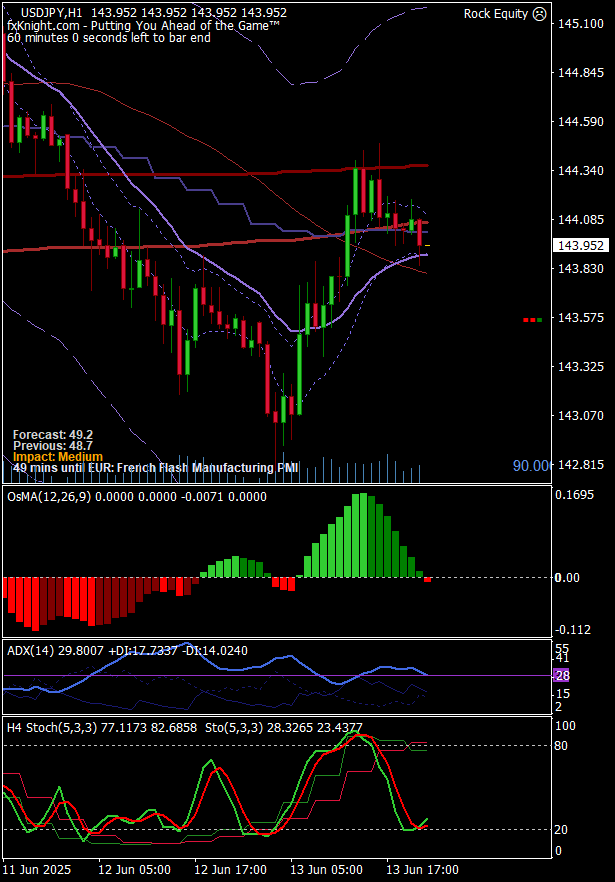 USDJPY,H1 143.952 143.952 143.952 143.952
Rock Equity ☹
fxKnight.com - Putting You Ahead of the Game™
60 minutes 0 seconds left to bar end
145.100
144.845
144.590
144.340
144.085
143.952
143.830
143.575
143.325
143.070
142.815
Forecast: 49.2
Previous: 48.7
Impact: Medium
49 mins until EUR: French Flash Manufacturing PMI
90.00
OsMA(12,26,9) 0.0000 0.0000 -0.0071 0.0000
0.1695
0.00
-0.112
ADX(14) 29.8007 +DI:17.7337 -DI:14.0240
55
41
28
15
2
H4 Stoch(5,3,3) 77.1173 82.6858 Sto(5,3,3) 28.3265 23.4377
100
80
20
0
11 Jun 2025
12 Jun 05:00
12 Jun 17:00
13 Jun 05:00
13 Jun 17:00